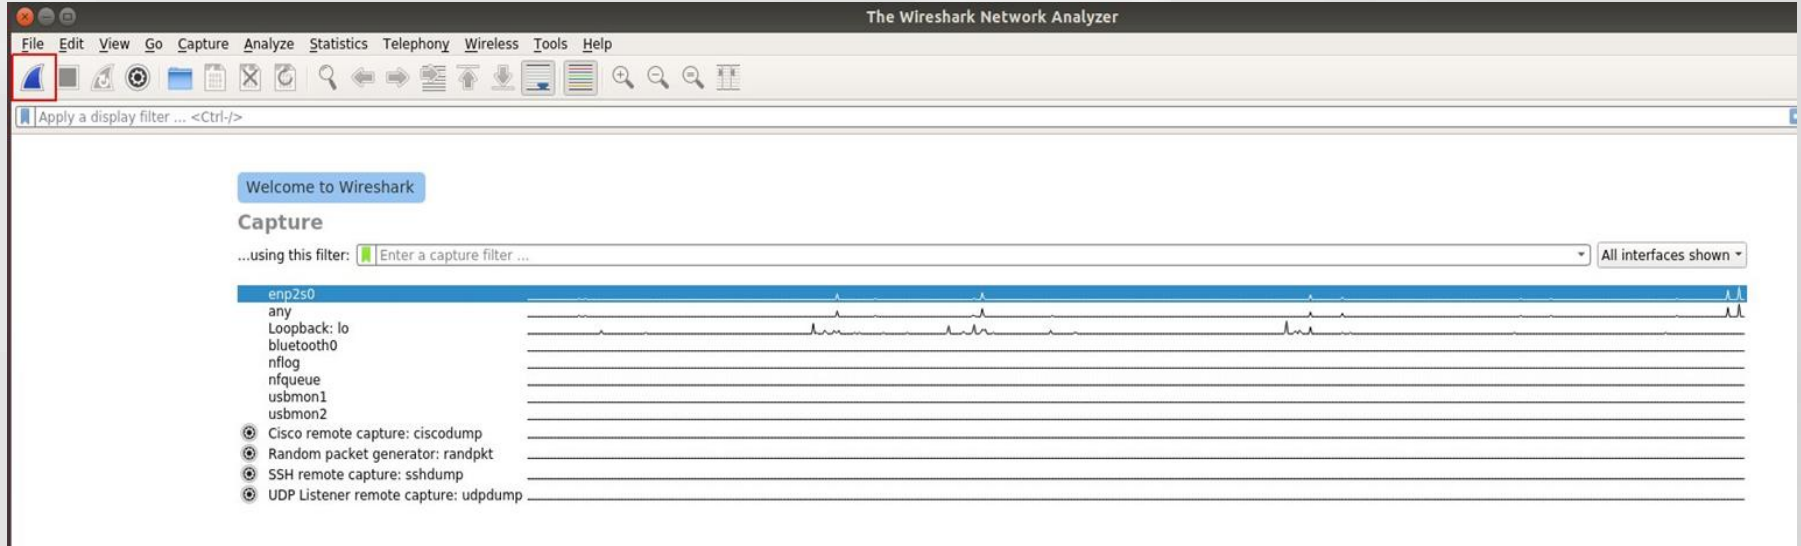 The Wireshark Network Analyzer
File Edit View Go Capture Analyze Statistics Telephony Wireless Tools Help
Apply a display filter ... <Ctrl-/>
Welcome to Wireshark
Capture
...using this filter: Enter a capture filter ... All interfaces shown
enp2s0
any
Loopback: lo
bluetooth0
nflog
nfqueue
usbmon1
usbmon2
Cisco remote capture: ciscodump
Random packet generator: randpkt
SSH remote capture: sshdump
UDP Listener remote capture: udpdump